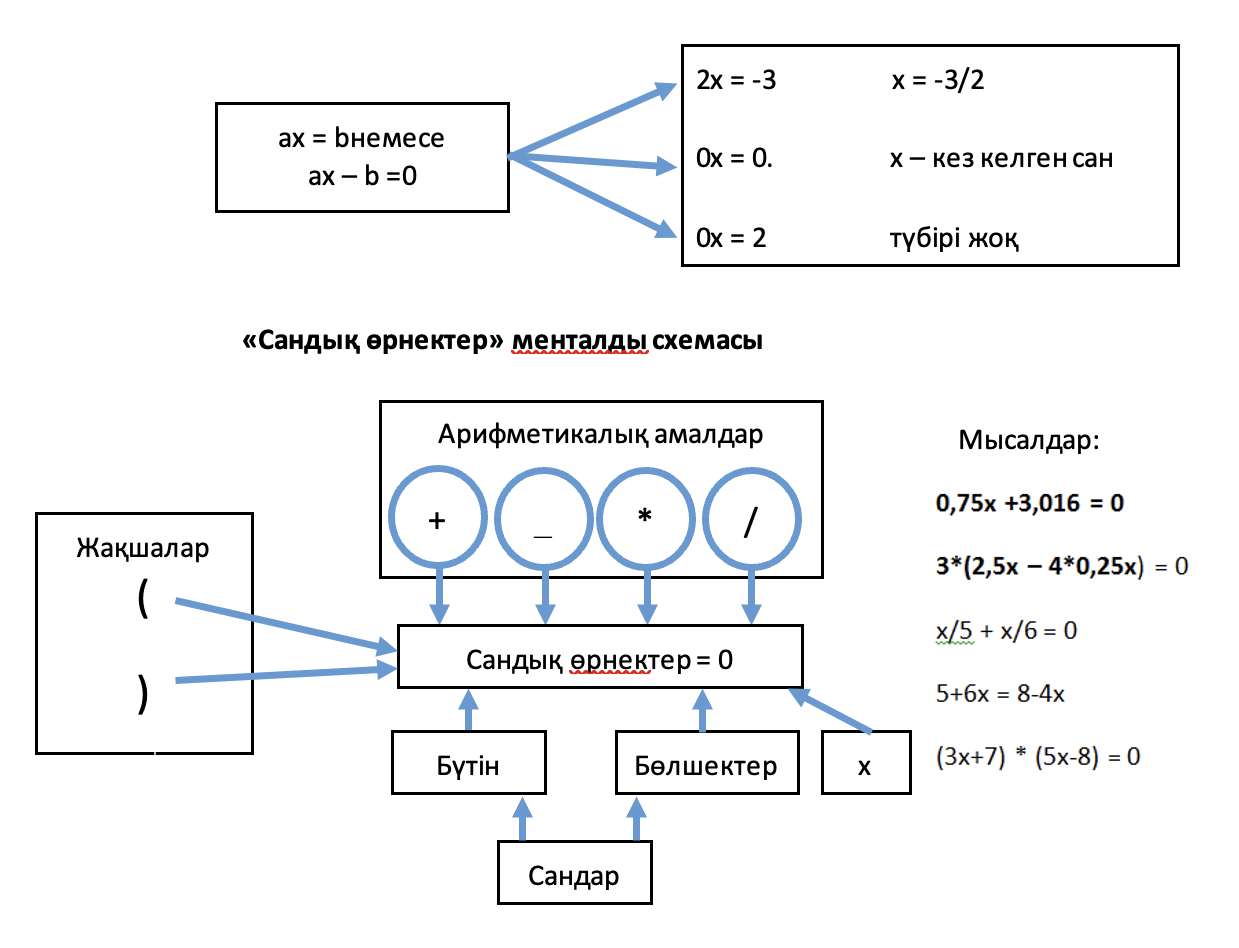 ax = bнемесе
ax – b =0
2x = -3 x = -3/2
0x = 0. x – кез келген сан
0x = 2 түбірі жоқ
«Сандық өрнектер» менталды схемасы
Арифметикалық амалдар
+ _ * /
Жақшалар
(
)
Сандық өрнектер = 0
Бүтін
Бөлшектер
x
Сандар
Мысалдар:
0,75x +3,016 = 0
3*(2,5x – 4*0,25x) = 0
x/5 + x/6 = 0
5+6x = 8-4x
(3x+7) * (5x-8) = 0